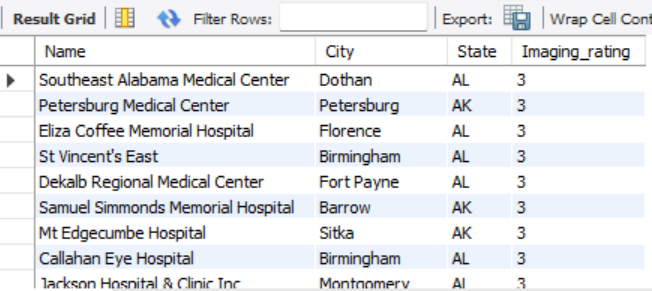 Result Grid Filter Rows: Export: Wrap Cell Cont
Name City State Imaging_rating
Southeast Alabama Medical Center Dothan AL 3
Petersburg Medical Center Petersburg AK 3
Eliza Coffee Memorial Hospital Florence AL 3
St Vincent's East Birmingham AL 3
Dekalb Regional Medical Center Fort Payne AL 3
Samuel Simmonds Memorial Hospital Barrow AK 3
Mt Edgecumbe Hospital Sitka AK 3
Callahan Eye Hospital Birmingham AL 3
Jackson Hospital & Clinic Inc Montgomery AL 3